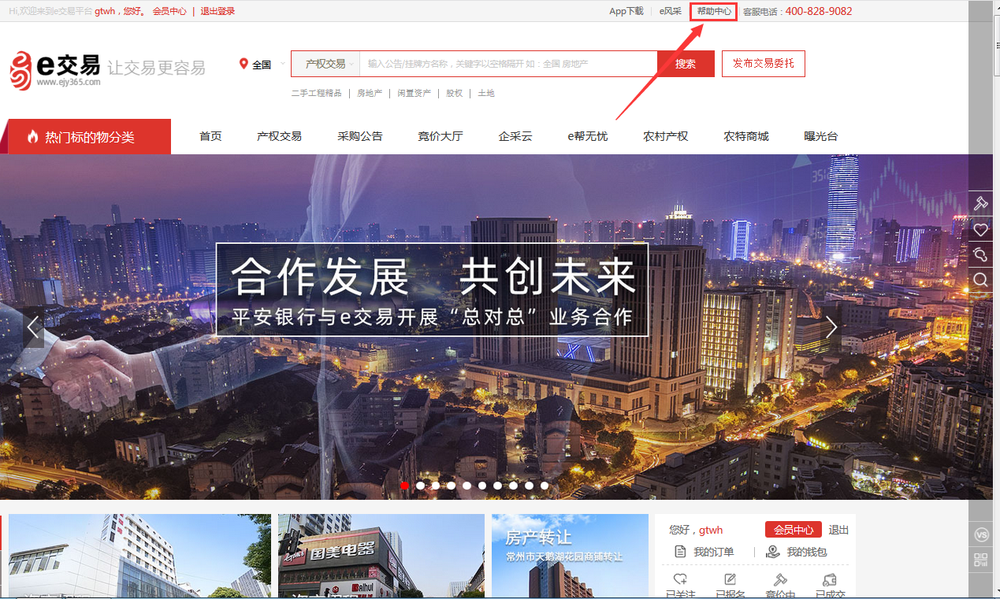 Hi,欢迎来到e交易平台 gtwh，您好。 会员中心 | 退出登录
App下载 e风采 帮助中心 客服电话：400-828-9082
e交易 让交易更容易
www.ejy365.com
全国 产权交易 输入公告/挂牌方名称，关键字以空格隔开 如：全国 房地产 搜索 发布交易委托
二手工程精品 | 房地产 | 闲置资产 | 股权 | 土地
热门标的物分类 首页 产权交易 采购公告 竞价大厅 企采云 e帮无忧 农村产权 农特商城 曝光台
合作发展 共创未来
平安银行与e交易开展“总对总”业务合作
国美电器
房产转让
常州市天鹅湖花园商铺转让
您好，gtwh 会员中心 退出
我的订单 | 我的钱包
已关注 已报名 竞价中 已成交
VS